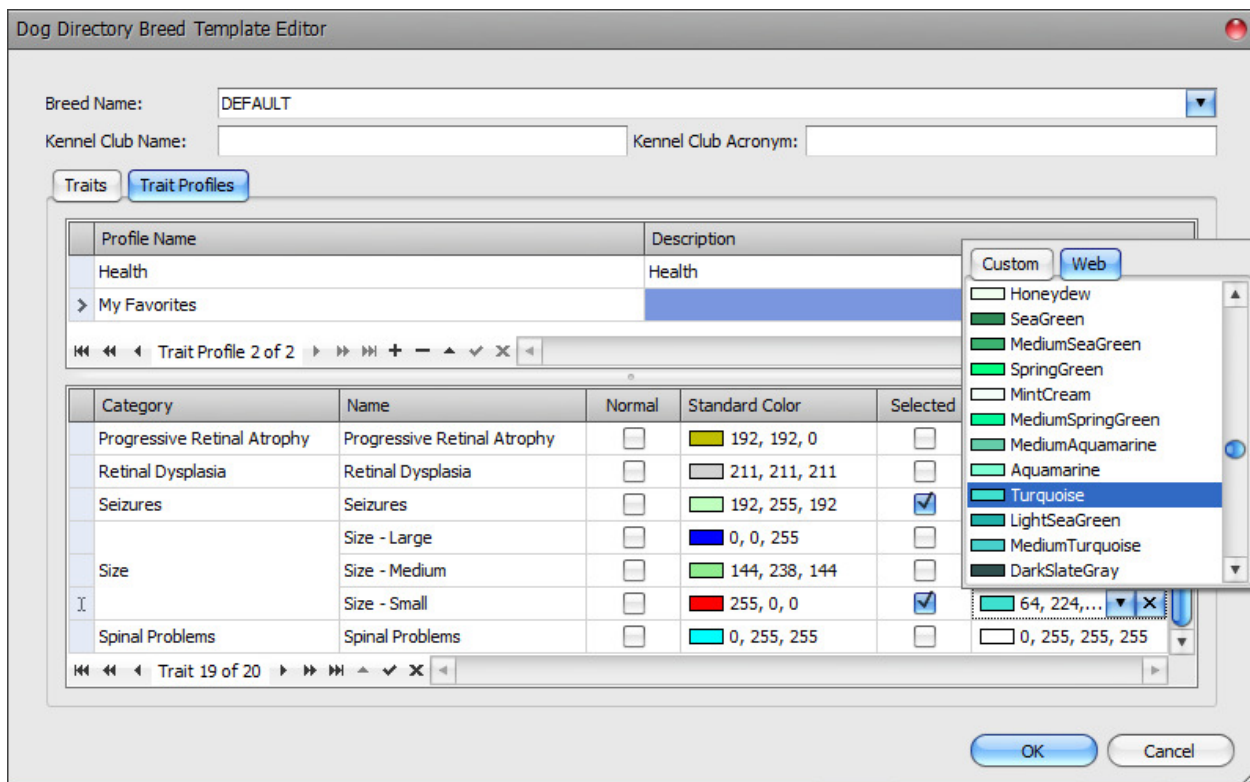 Dog Directory Breed Template Editor
Breed Name: DEFAULT
Kennel Club Name: Kennel Club Acronym:
Traits Trait Profiles
Profile Name Description
Health Health
My Favorites
Trait Profile 2 of 2
Custom Web
Honeydew
SeaGreen
MediumSeaGreen
SpringGreen
MintCream
MediumSpringGreen
MediumAquamarine
Aquamarine
Turquoise
LightSeaGreen
MediumTurquoise
DarkSlateGray
Category Name Normal Standard Color Selected
Progressive Retinal Atrophy Progressive Retinal Atrophy 192, 192, 0
Retinal Dysplasia Retinal Dysplasia 211, 211, 211
Seizures Seizures 192, 255, 192
Size - Large 0, 0, 255
Size Size - Medium 144, 238, 144
Size - Small 255, 0, 0 64, 224,...
Spinal Problems Spinal Problems 0, 255, 255 0, 255, 255, 255
Trait 19 of 20
OK Cancel